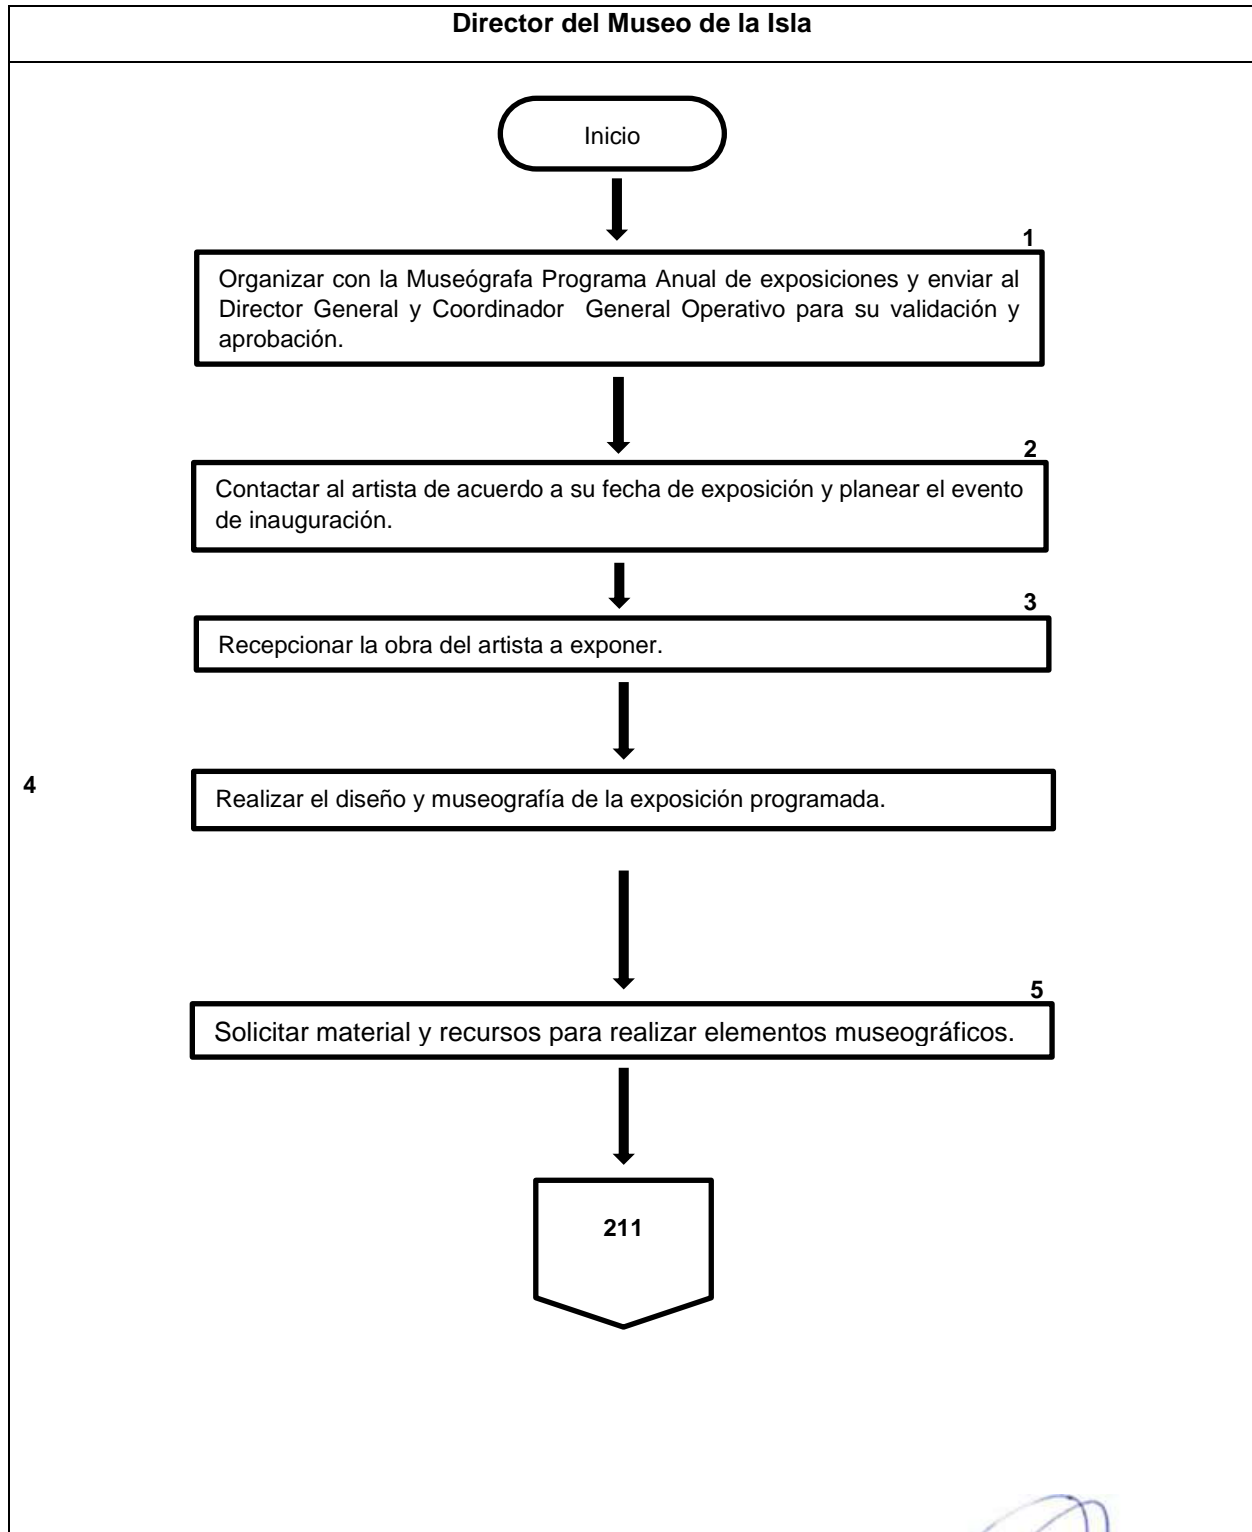 Director del Museo de la Isla
Inicio
1
Organizar con la Museógrafa Programa Anual de exposiciones y enviar al
Director General y Coordinador General Operativo para su validación y
aprobación.
2
Contactar al artista de acuerdo a su fecha de exposición y planear el evento
de inauguración.
3
Recepcionar la obra del artista a exponer.
4
Realizar el diseño y museografía de la exposición programada.
5
Solicitar material y recursos para realizar elementos museográficos.
211